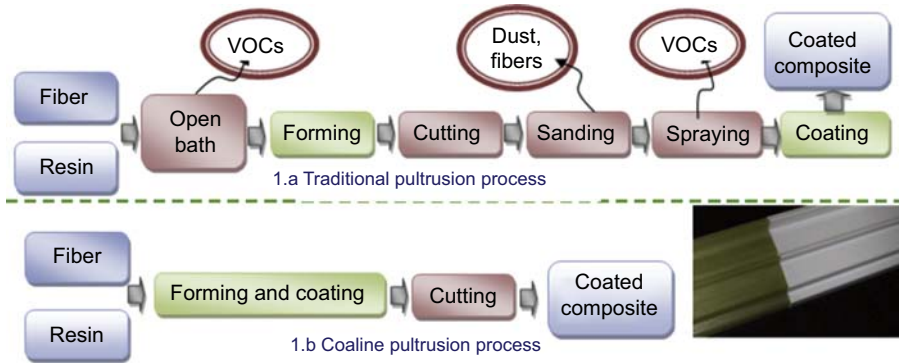 VOCs
Dust,
fibers
VOCs
Coated
composite
Fiber
Resin
Open
bath
Forming
Cutting
Sanding
Spraying
Coating
1.a Traditional pultrusion process
Fiber
Resin
Forming and coating
Cutting
Coated
composite
1.b Coaline pultrusion process